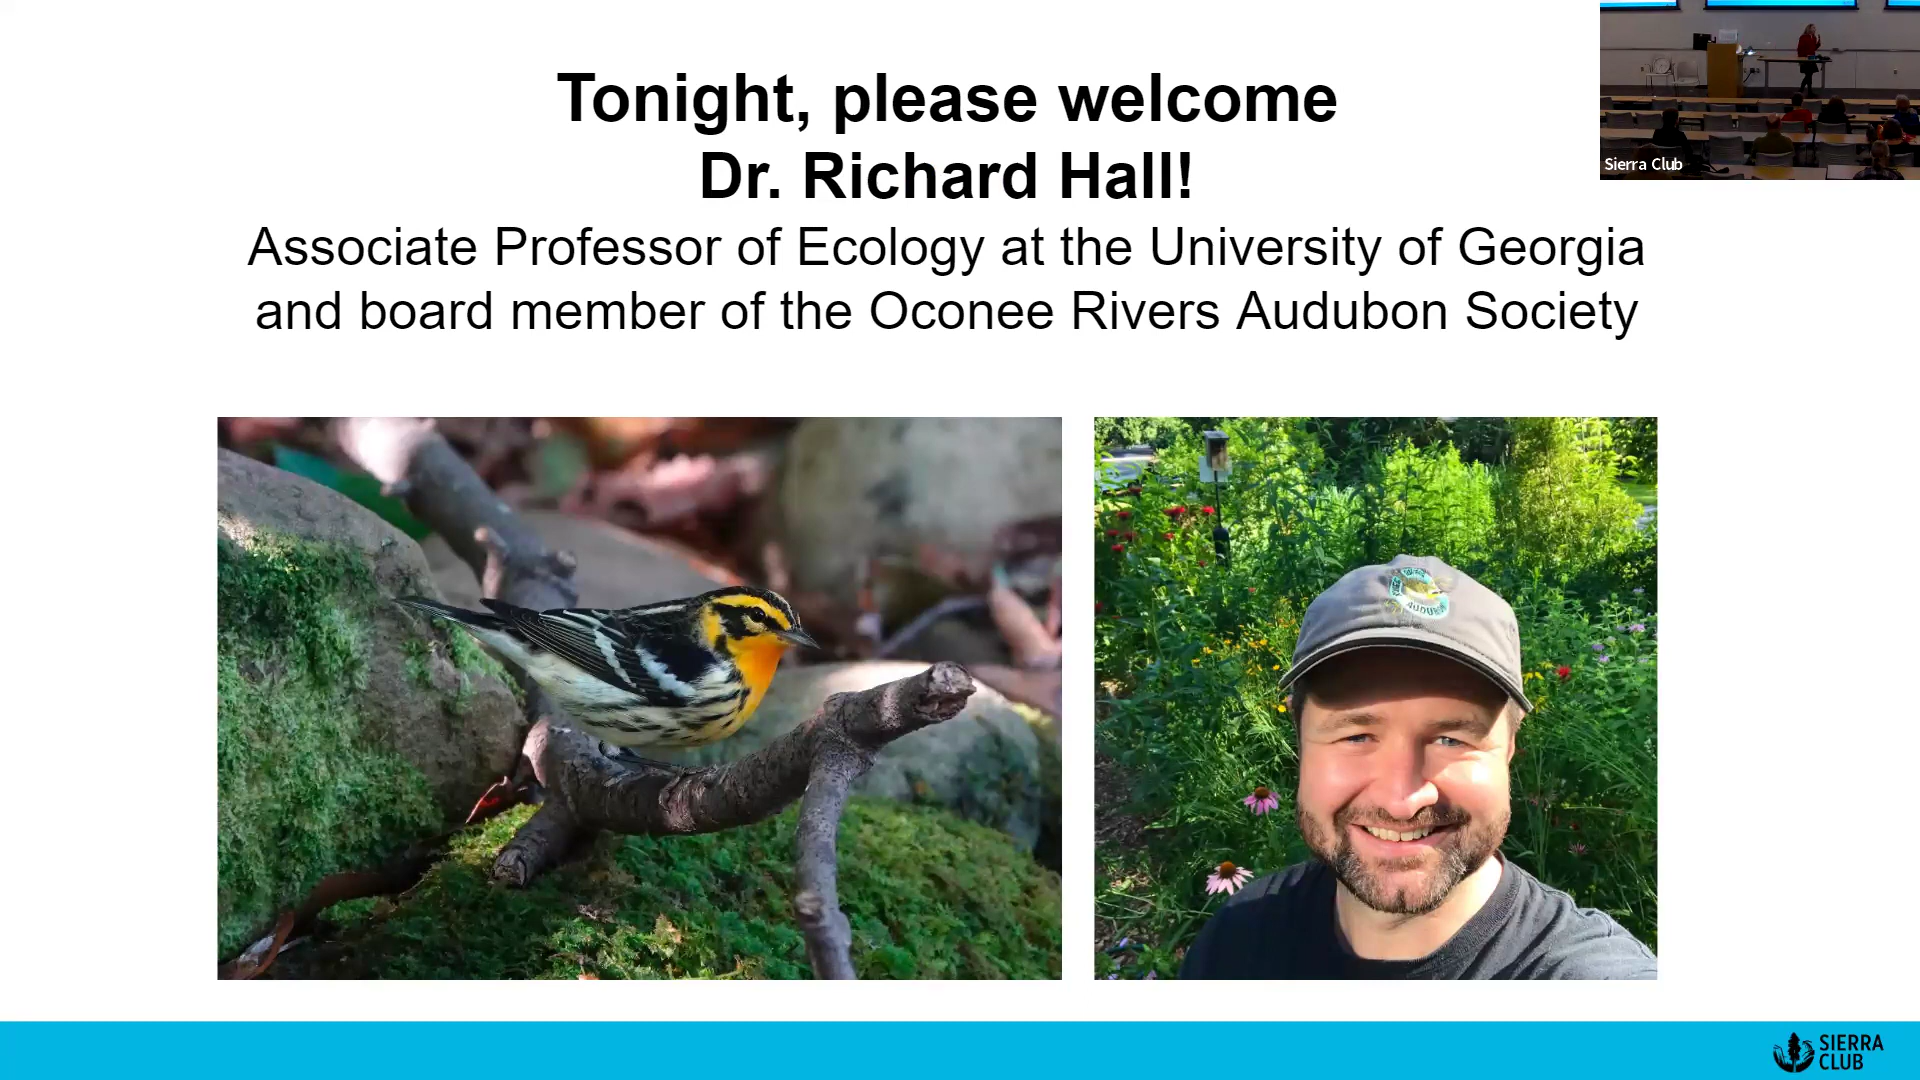 Tonight, please welcome
Dr. Richard Hall!
Associate Professor of Ecology at the University of Georgia
and board member of the Oconee Rivers Audubon Society
Sierra Club
AUDUBON
SIERRA
CLUB